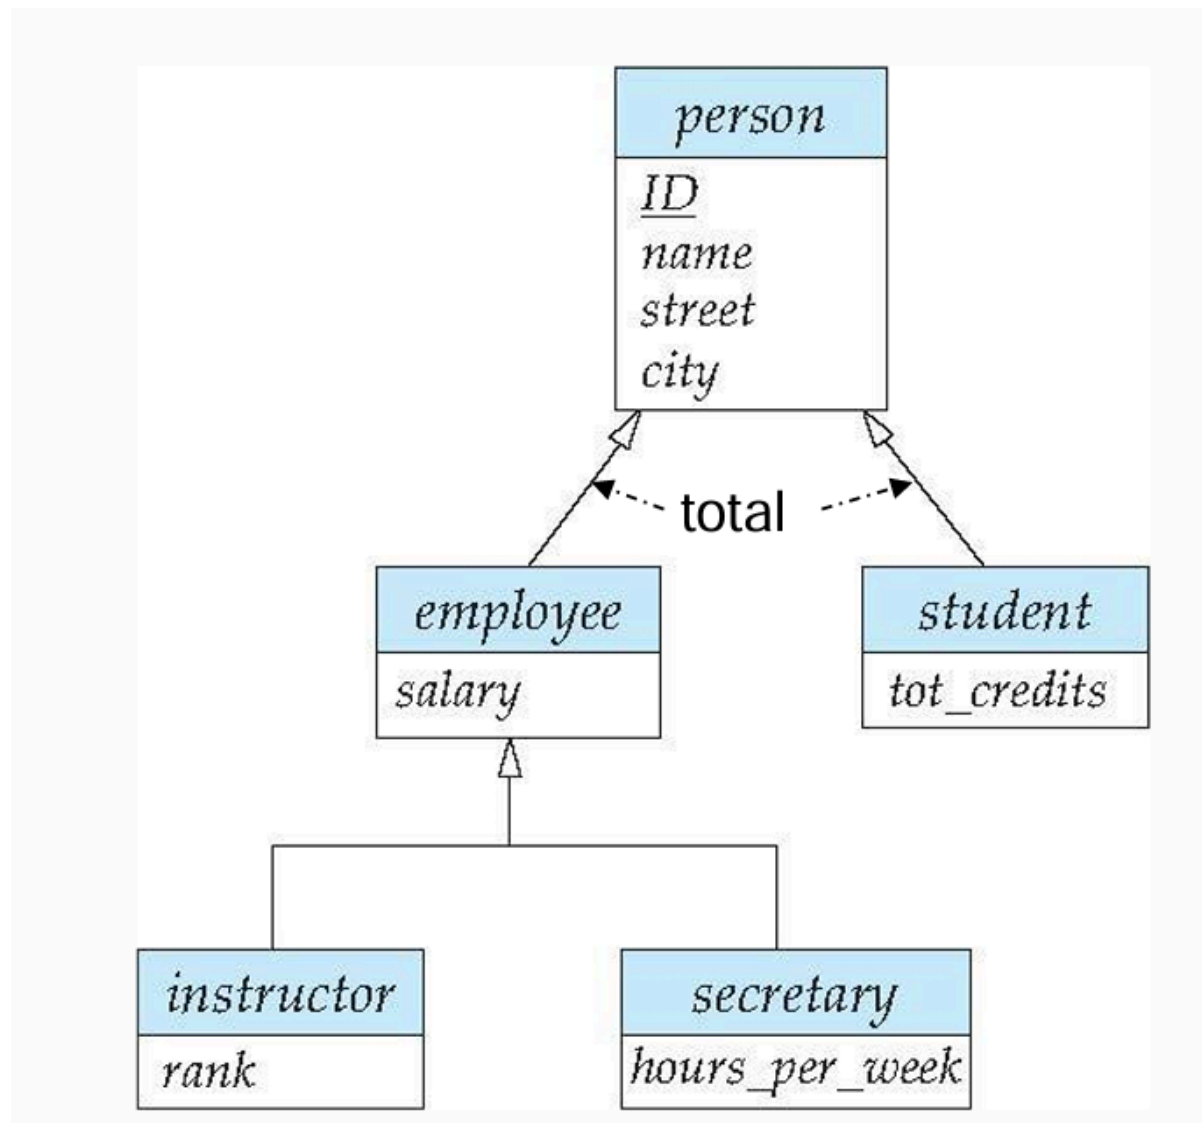 person
ID
name
street
city
total
employee
student
salary
tot_credits
instructor
secretary
rank
hours_per_week